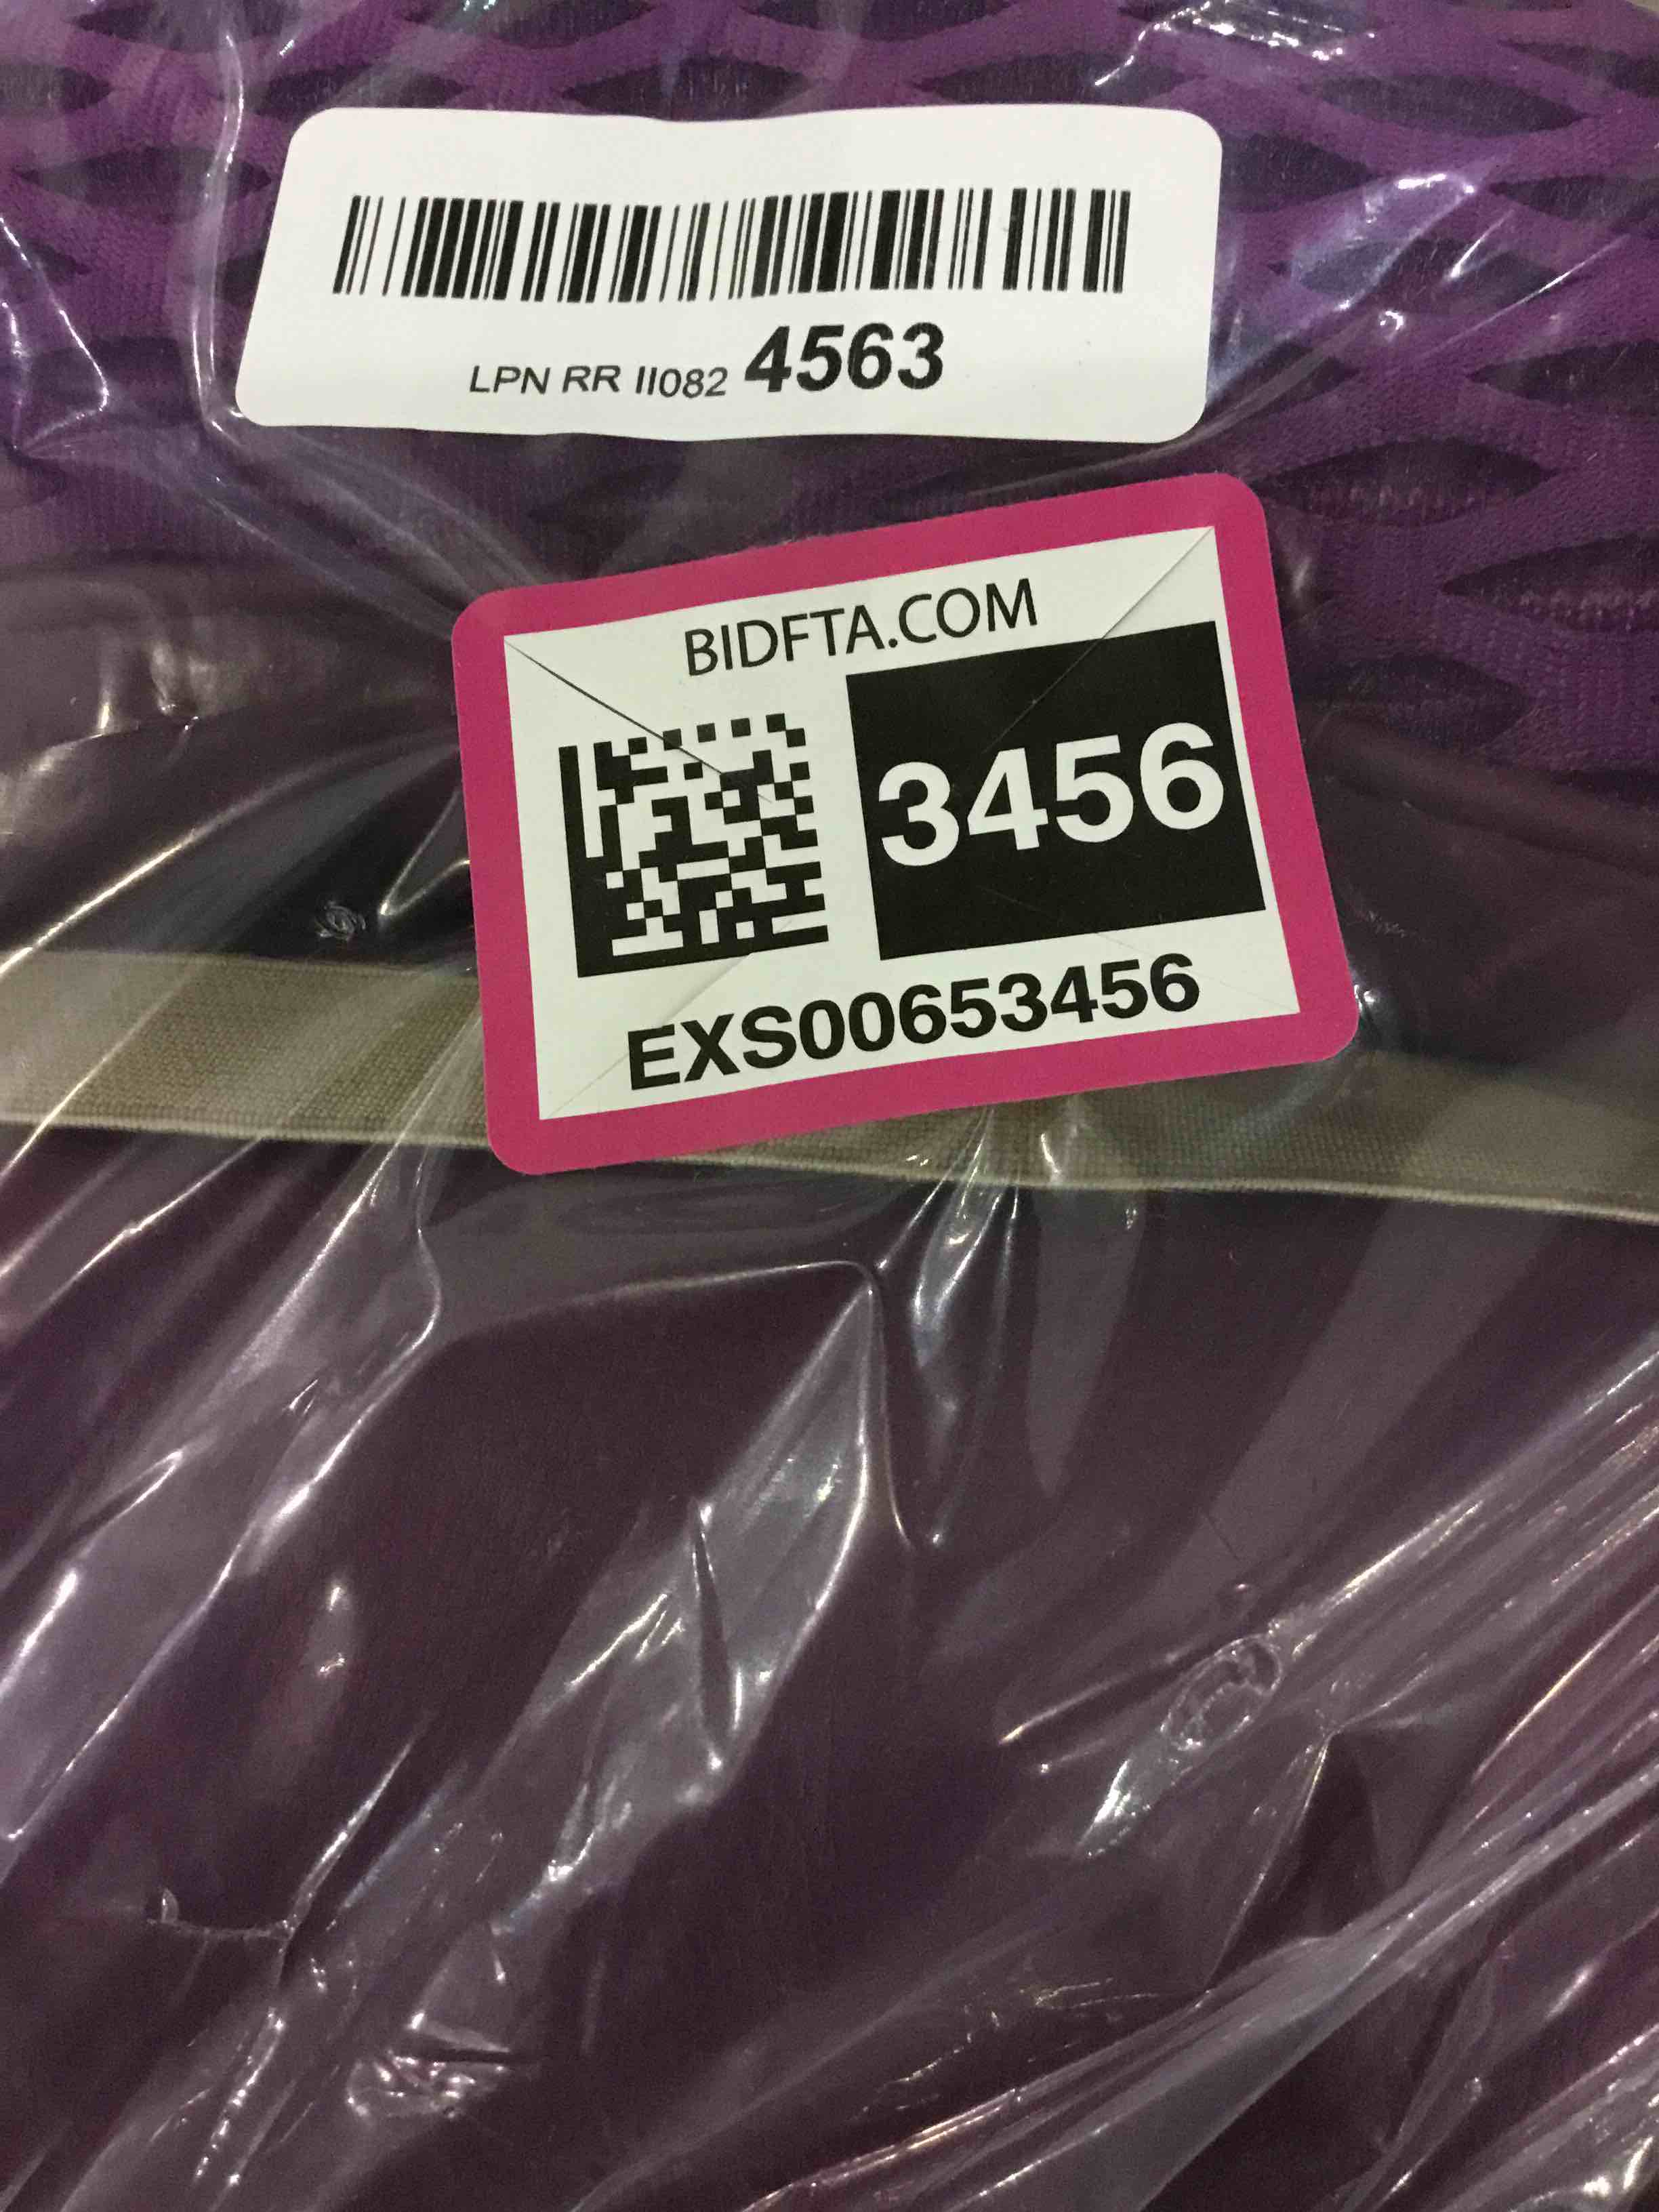 LPN RR II082 4563
BIDFTA.COM
3456
EXS00653456